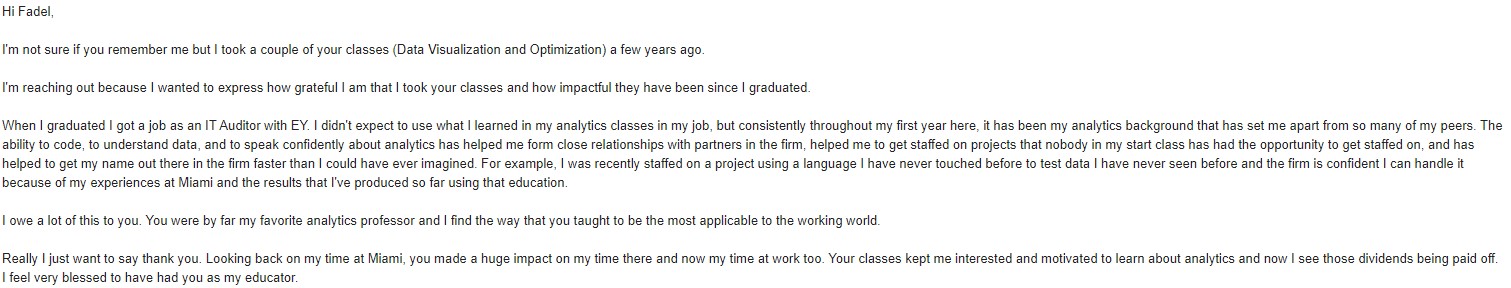 Hi Fadel,
I'm not sure if you remember me but I took a couple of your classes (Data Visualization and Optimization) a few years ago.
I'm reaching out because I wanted to express how grateful I am that I took your classes and how impactful they have been since I graduated.
When I graduated I got a job as an IT Auditor with EY. I didn't expect to use what I learned in my analytics classes in my job, but consistently throughout my first year here, it has been my analytics background that has set me apart from so many of my peers. The
ability to code, to understand data, and to speak confidently about analytics has helped me form close relationships with partners in the firm, helped me to get staffed on projects that nobody in my start class has had the opportunity to get staffed on, and has
helped to get my name out there in the firm faster than I could have ever imagined. For example, I was recently staffed on a project using a language I have never touched before to test data I have never seen before and the firm is confident I can handle it
because of my experiences at Miami and the results that I've produced so far using that education.
I owe a lot of this to you. You were by far my favorite analytics professor and I find the way that you taught to be the most applicable to the working world.
Really I just want to say thank you. Looking back on my time at Miami, you made a huge impact on my time there and now my time at work too. Your classes kept me interested and motivated to learn about analytics and now I see those dividends being paid off.
I feel very blessed to have had you as my educator.